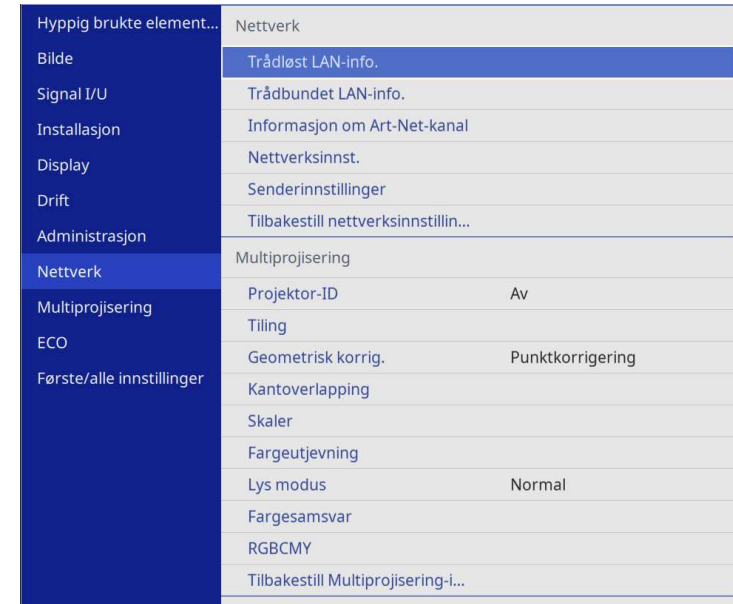 Hyppig brukte element...
Bilde
Signal I/U
Installasjon
Display
Drift
Administrasjon
Nettverk
Multiprojisering
ECO
Første/alle innstillinger
Nettverk
Trådløst LAN-info.
Trådbundet LAN-info.
Informasjon om Art-Net-kanal
Nettverksinnst.
Senderinnstillinger
Tilbakestill nettverksinnstillin...
Multiprojisering
Projektor-ID Av
Tiling
Geometrisk korrig. Punktkorrigering
Kantoverlapping
Skaler
Fargeutjevning
Lys modus Normal
Fargesamsvar
RGBCMY
Tilbakestill Multiprojisering-i...